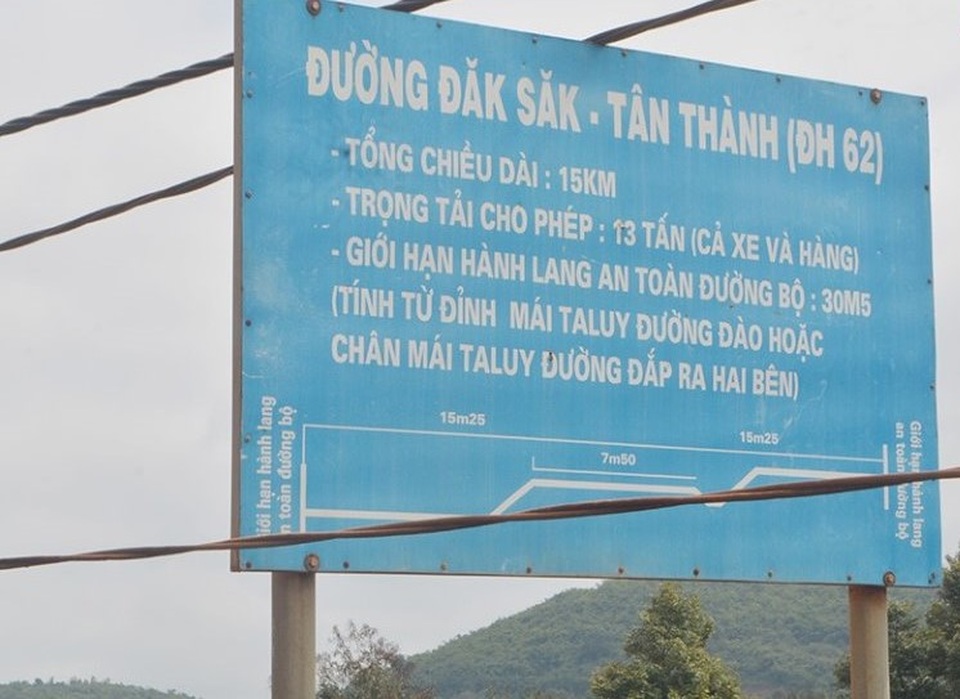 ĐƯỜNG ĐĂK SĂK - TÂN THÀNH (ĐH 62)
- TỔNG CHIỀU DÀI : 15KM
- TRỌNG TẢI CHO PHÉP : 13 TẤN (CẢ XE VÀ HÀNG)
- GIỚI HẠN HÀNH LANG AN TOÀN ĐƯỜNG BỘ : 30M5
(TÍNH TỪ ĐỈNH MÁI TALUY ĐƯỜNG ĐÀO HOẶC
CHÂN MÁI TALUY ĐƯỜNG ĐẮP RA HAI BÊN)
15m25
15m25
7m50
Giới hạn hành lang
an toàn đường bộ
Giới hạn hành lang
an toàn đường bộ